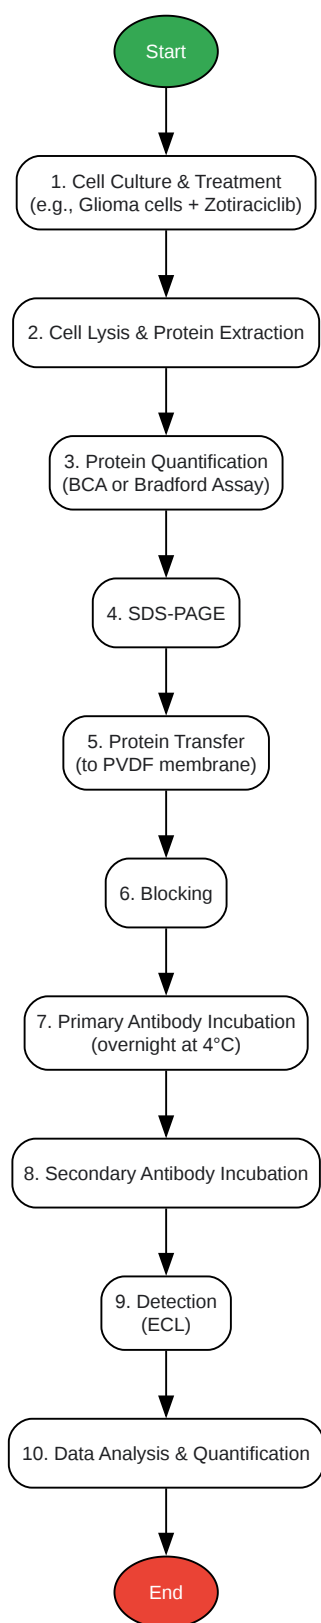 Start
1. Cell Culture & Treatment
(e.g., Glioma cells + Zotiraciclib)
2. Cell Lysis & Protein Extraction
3. Protein Quantification
(BCA or Bradford Assay)
4. SDS-PAGE
5. Protein Transfer
(to PVDF membrane)
6. Blocking
7. Primary Antibody Incubation
(overnight at 4°C)
8. Secondary Antibody Incubation
9. Detection
(ECL)
10. Data Analysis & Quantification
End